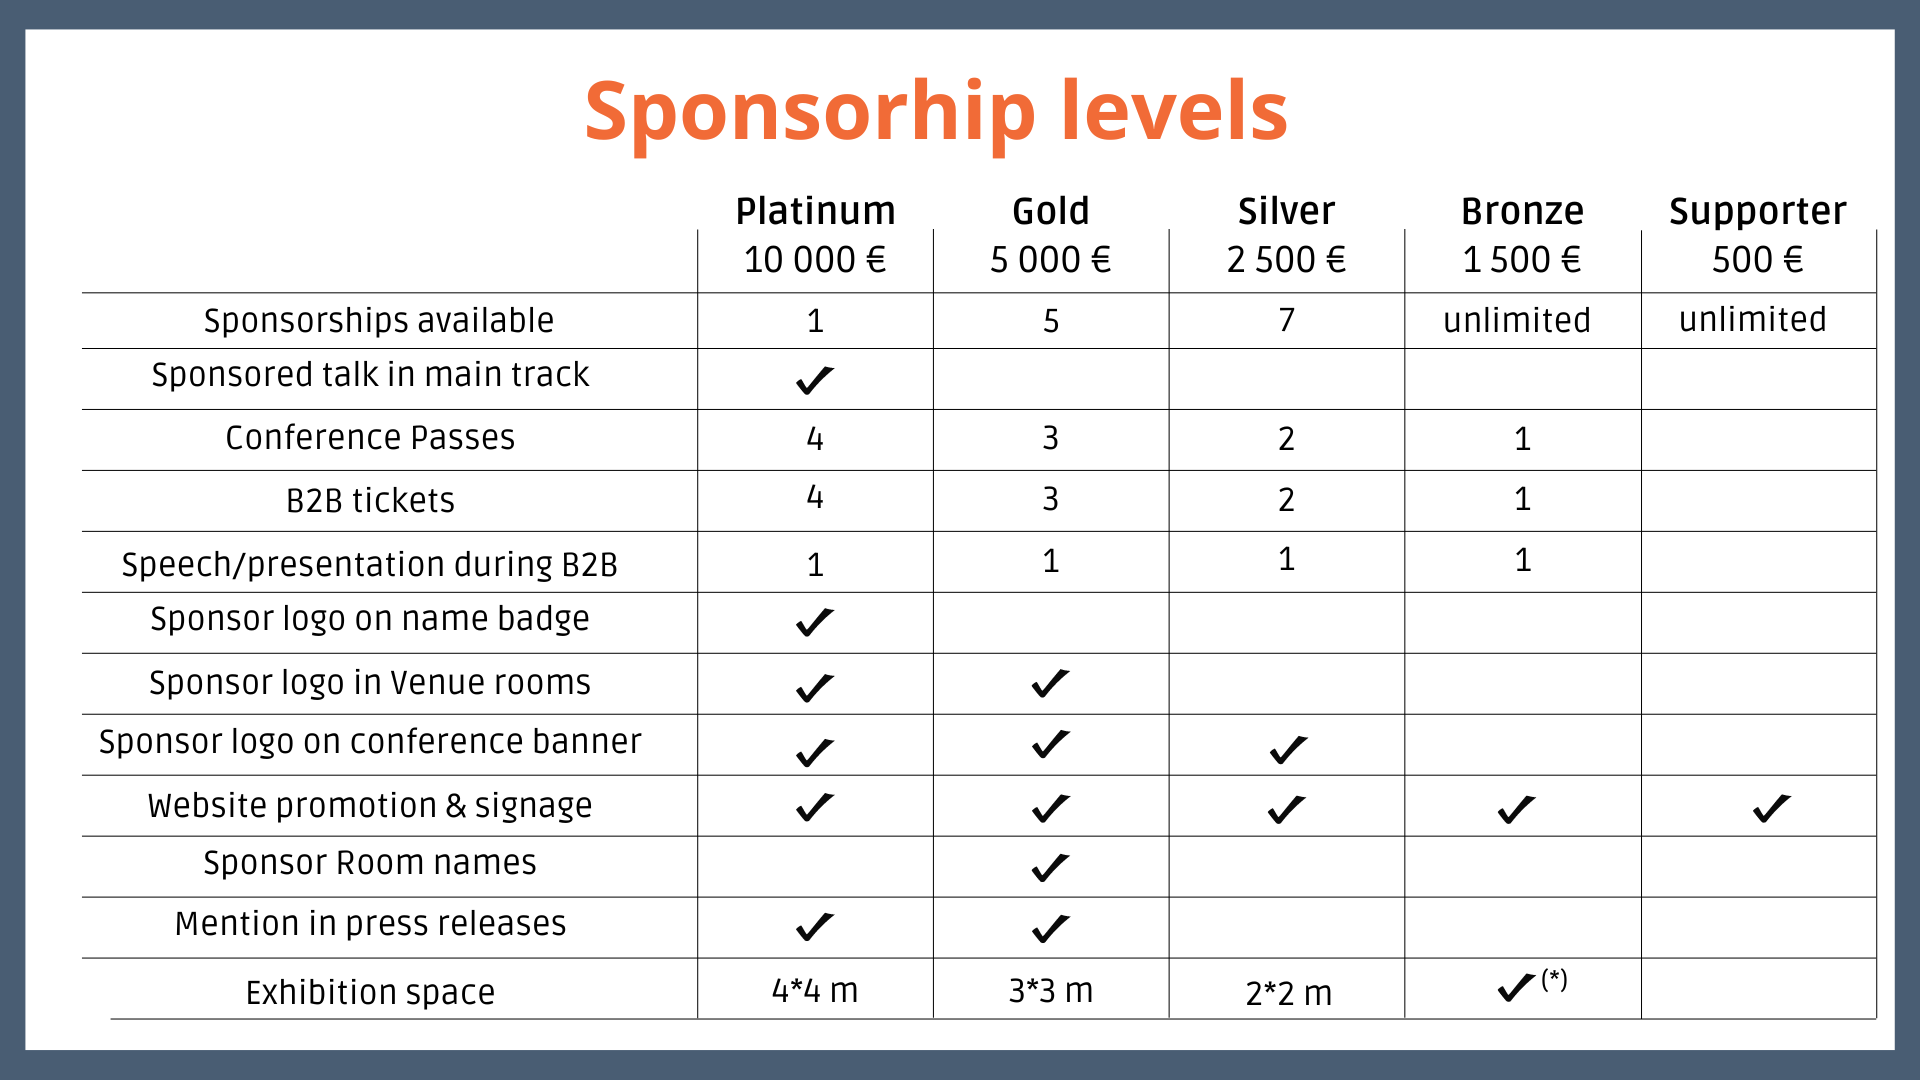 Sponsorhip levels
Platinum Gold Silver Bronze Supporter
10 000 € 5 000 € 2 500 € 1 500 € 500 €
Sponsorships available 1 5 7 unlimited unlimited
Sponsored talk in main track ✓
Conference Passes 4 3 2 1
B2B tickets 4 3 2 1
Speech/presentation during B2B 1 1 1 1
Sponsor logo on name badge ✓
Sponsor logo in Venue rooms ✓ ✓
Sponsor logo on conference banner ✓ ✓ ✓
Website promotion & signage ✓ ✓ ✓ ✓ ✓
Sponsor Room names ✓
Mention in press releases ✓ ✓
Exhibition space 4*4 m 3*3 m 2*2 m ✓(*)